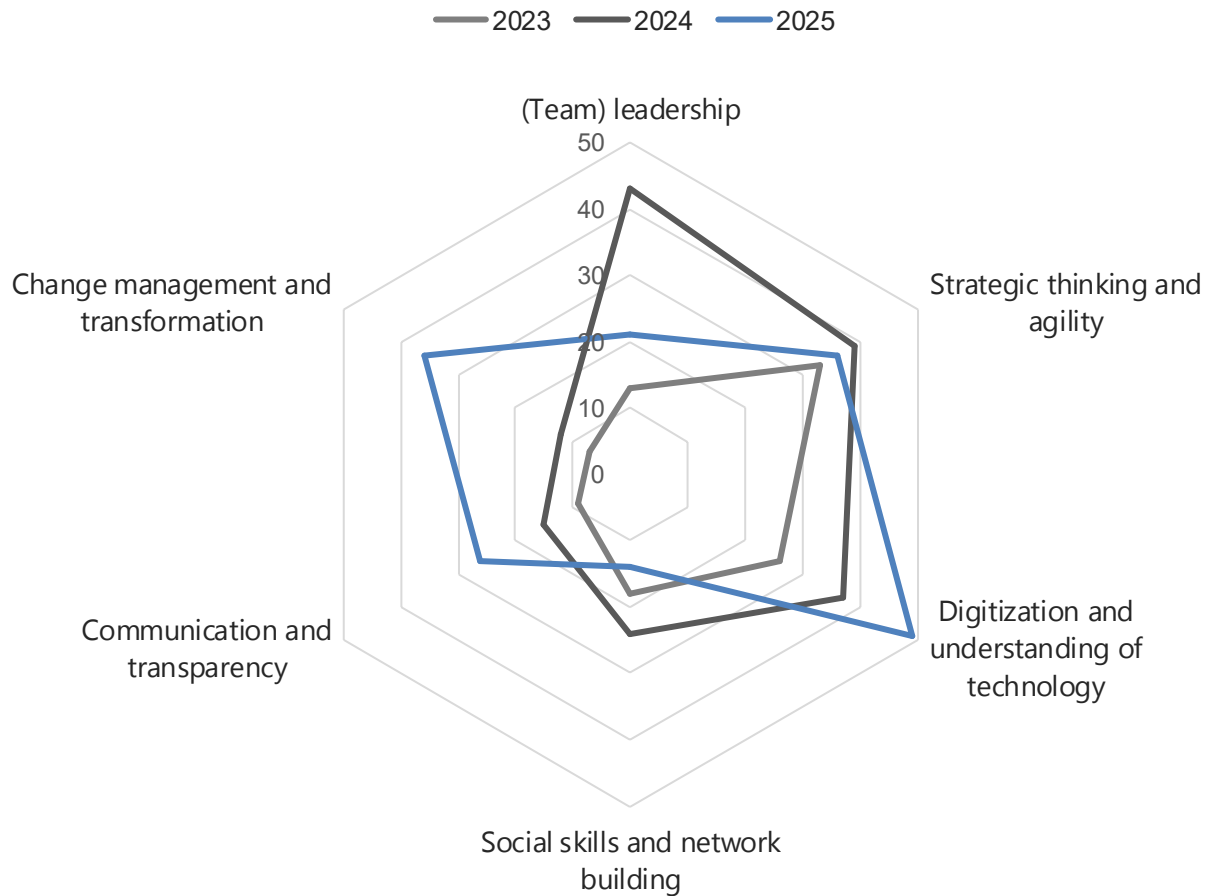 2023 2024 2025
(Team) leadership
50
40
30
20
10
0
Strategic thinking and
agility
Digitization and
understanding of
technology
Social skills and network
building
Communication and
transparency
Change management and
transformation